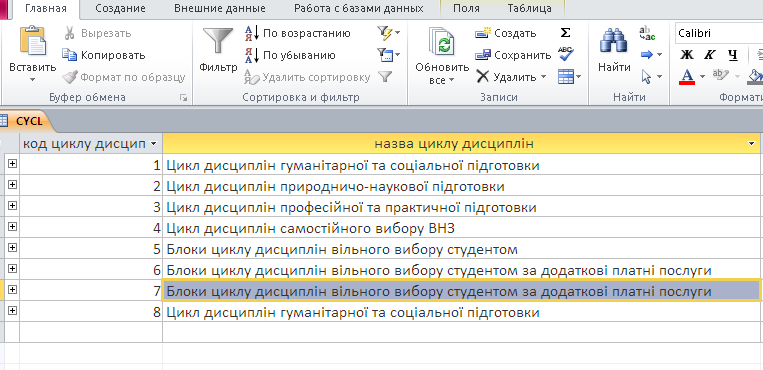 Главная Создание Внешние данные Работа с базами данных Поля Таблица
Вставить
Вырезать
Копировать
Формат по образцу
Буфер обмена
Фильтр
По возрастанию
По убыванию
Удалить сортировку
Сортировка и фильтр
Обновить все
Создать
Сохранить
Удалить
Записи
Найти
Найти
Calibri
Ж К Ч
А
Формати
CYCL
код циклу дисцип назва циклу дисциплін
1 Цикл дисциплін гуманітарної та соціальної підготовки
2 Цикл дисциплін природничо-наукової підготовки
3 Цикл дисциплін професійної та практичної підготовки
4 Цикл дисциплін самостійного вибору ВНЗ
5 Блоки циклу дисциплін вільного вибору студентом
6 Блоки циклу дисциплін вільного вибору студентом за додаткові платні послуги
7 Блоки циклу дисциплін вільного вибору студентом за додаткові платні послуги
8 Цикл дисциплін гуманітарної та соціальної підготовки